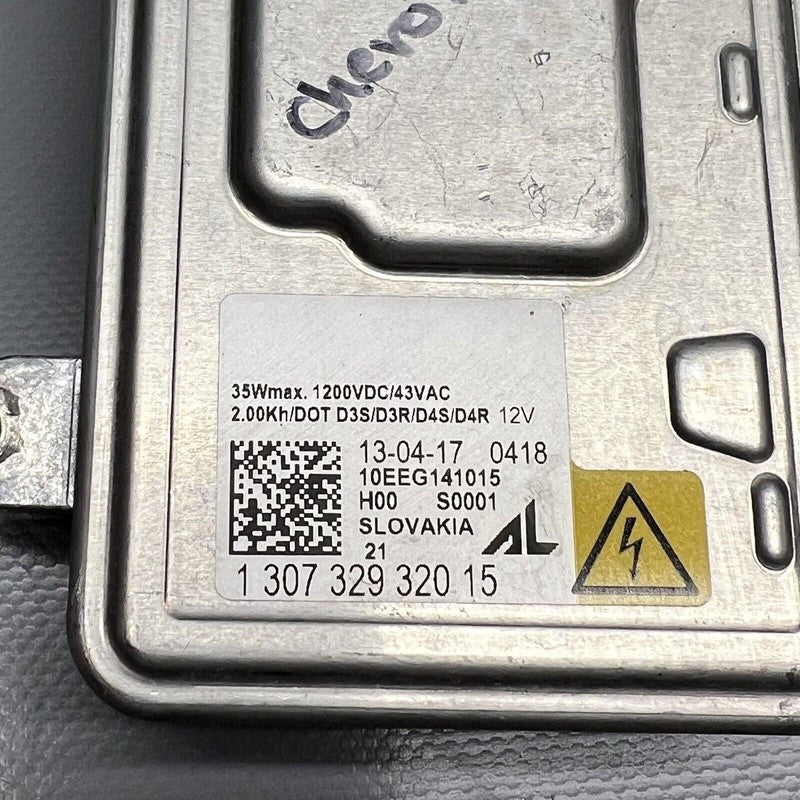 35Wmax. 1200VDC/43VAC
2.00Kh/DOT D3S/D3R/D4S/D4R 12V
13-04-17 0418
10EEG141015
H00 S0001
SLOVAKIA
AL
21
1 307 329 320 15